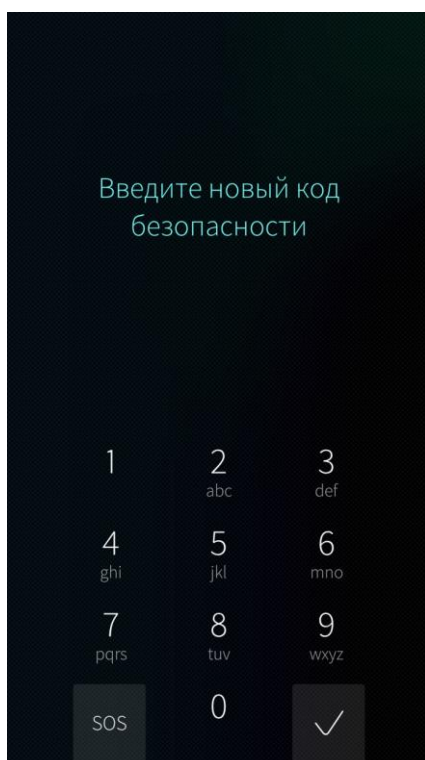 Введите новый код
безопасности
1 2 3
abc def
4 5 6
ghi jkl mno
7 8 9
pqrs tuv wxyz
SOS 0